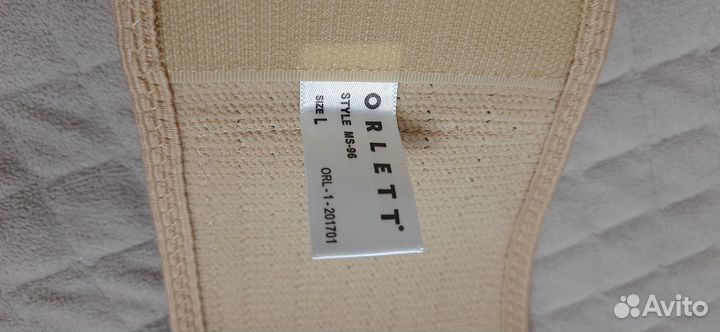 ORLETT®
STYLE MS-96
SIZE L
ORL-1-201701
Avito